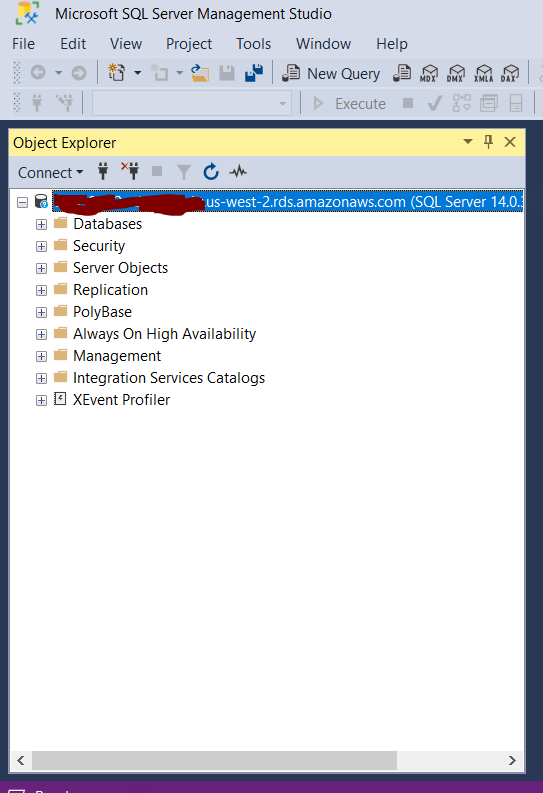 Microsoft SQL Server Management Studio
File Edit View Project Tools Window Help
New Query MDX DMX XMLA DAX
Execute
Object Explorer
Connect
us-west-2.rds.amazonaws.com (SQL Server 14.0.3
Databases
Security
Server Objects
Replication
PolyBase
Always On High Availability
Management
Integration Services Catalogs
XEvent Profiler